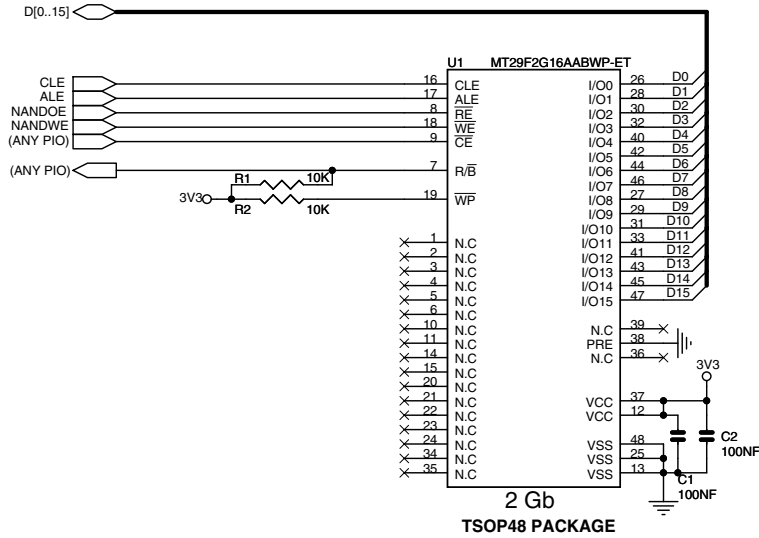 D[0..15]
U1 MT29F2G16AABWP-ET
CLE 16 CLE I/O0 26 D0
ALE 17 ALE I/O1 28 D1
NANDOE 8 RE I/O2 30 D2
NANDWE 18 WE I/O3 32 D3
(ANY PIO) 9 CE I/O4 40 D4
I/O5 42 D5
(ANY PIO) 7 R/B I/O6 44 D6
R1 10K I/O7 46 D7
3V3 19 WP I/O8 27 D8
R2 10K I/O9 29 D9
I/O10 31 D10
1 N.C I/O11 33 D11
2 N.C I/O12 41 D12
3 N.C I/O13 43 D13
4 N.C I/O14 45 D14
5 N.C I/O15 47 D15
6 N.C
10 N.C N.C 39
11 N.C PRE 38
14 N.C N.C 36
15 N.C 3V3
20 N.C
21 N.C VCC 37
22 N.C VCC 12
23 N.C C2
24 N.C VSS 48 100NF
34 N.C VSS 25
35 N.C VSS 13 C1
100NF
2 Gb
TSOP48 PACKAGE